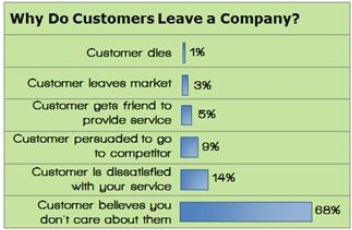 Why Do Customers Leave a Company?
Customer dies 1%
Customer leaves market 3%
Customer gets friend to
provide service 5%
Customer persuaded to go
to competitor 9%
Customer is dissatisfied
with your service 14%
Customer believes you
don't care about them 68%